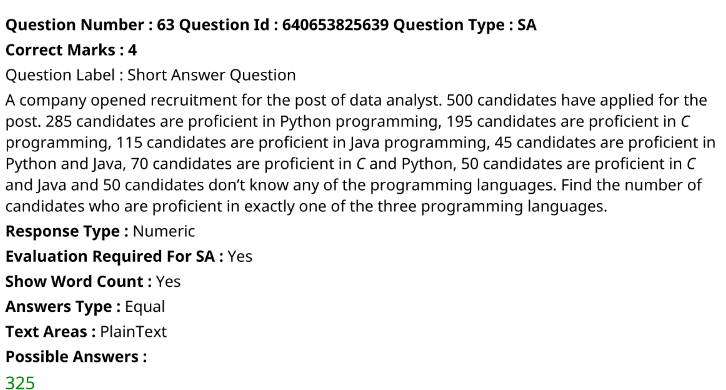 Question Number : 63 Question Id : 640653825639 Question Type : SA
Correct Marks : 4
Question Label : Short Answer Question
A company opened recruitment for the post of data analyst. 500 candidates have applied for the
post. 285 candidates are proficient in Python programming, 195 candidates are proficient in C
programming, 115 candidates are proficient in Java programming, 45 candidates are proficient in
Python and Java, 70 candidates are proficient in C and Python, 50 candidates are proficient in C
and Java and 50 candidates don't know any of the programming languages. Find the number of
candidates who are proficient in exactly one of the three programming languages.
Response Type : Numeric
Evaluation Required For SA : Yes
Show Word Count : Yes
Answers Type : Equal
Text Areas : PlainText
Possible Answers :
325